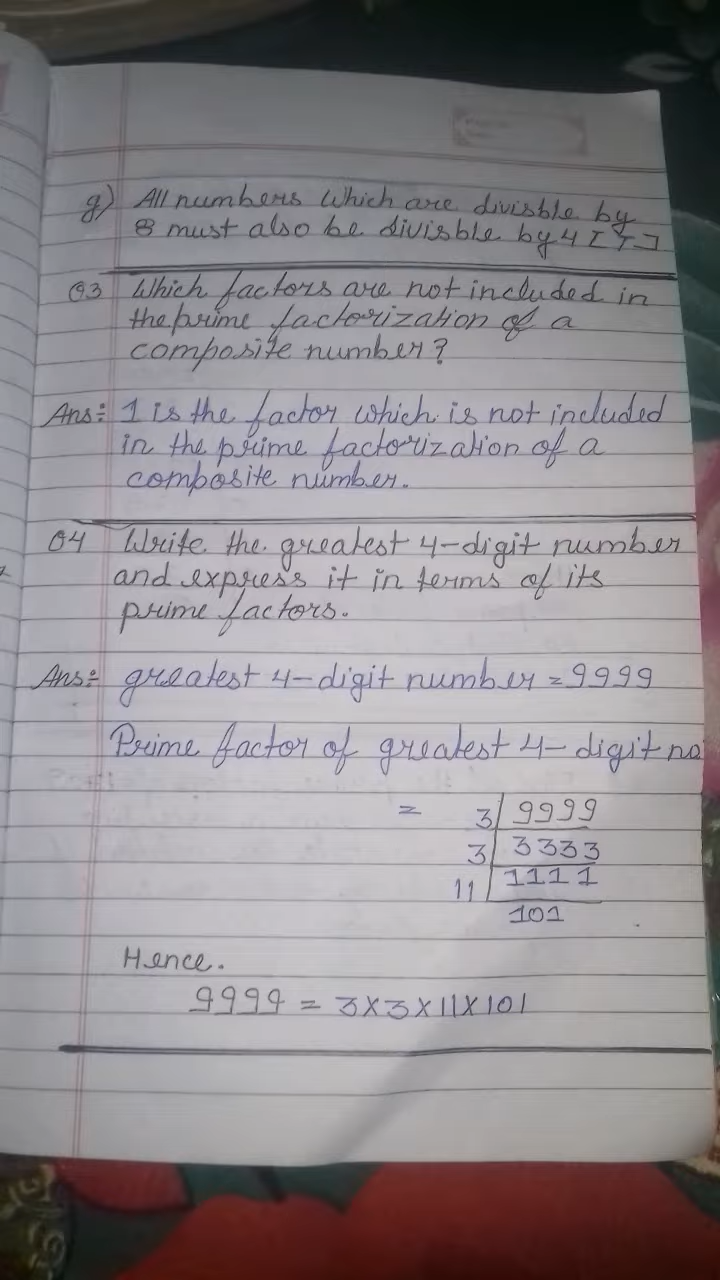 g) All numbers which are divisble by
8 must also be divisble by 4 [T]
Q3 Which factors are not included in
the prime factorization of a
composite number?
Ans:- 1 is the factor which is not included
in the prime factorization of a
composite number.
Q4 Write the greatest 4-digit number
and express it in terms of its
prime factors.
Ans:- greatest 4-digit number = 9999
Prime factor of greatest 4-digit no
= 3 | 9999
3 | 3333
11 | 1111
101
Hence.
9999 = 3X3X11X101